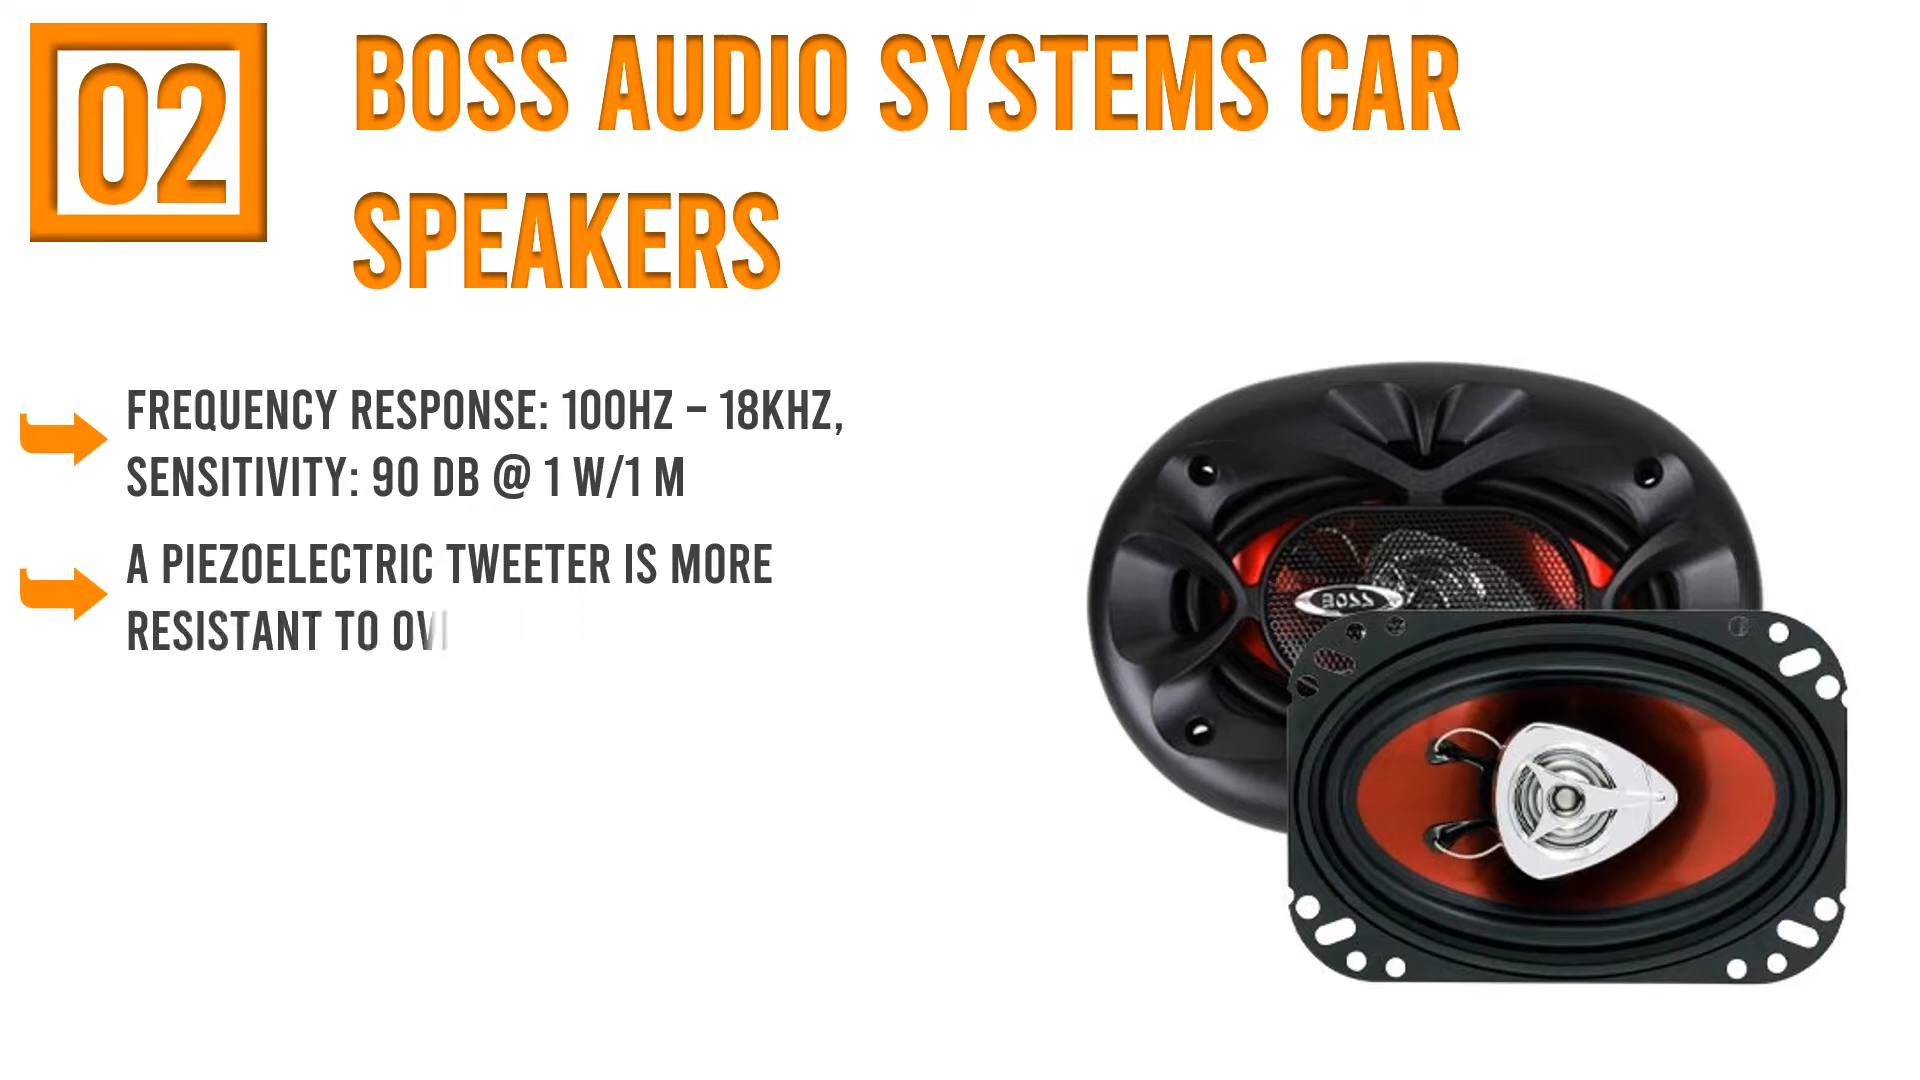 02
BOSS AUDIO SYSTEMS CAR
SPEAKERS
FREQUENCY RESPONSE: 100HZ – 18KHZ,
SENSITIVITY: 90 DB @ 1 W/1 M
A PIEZOELECTRIC TWEETER IS MORE
RESISTANT TO
BOSS